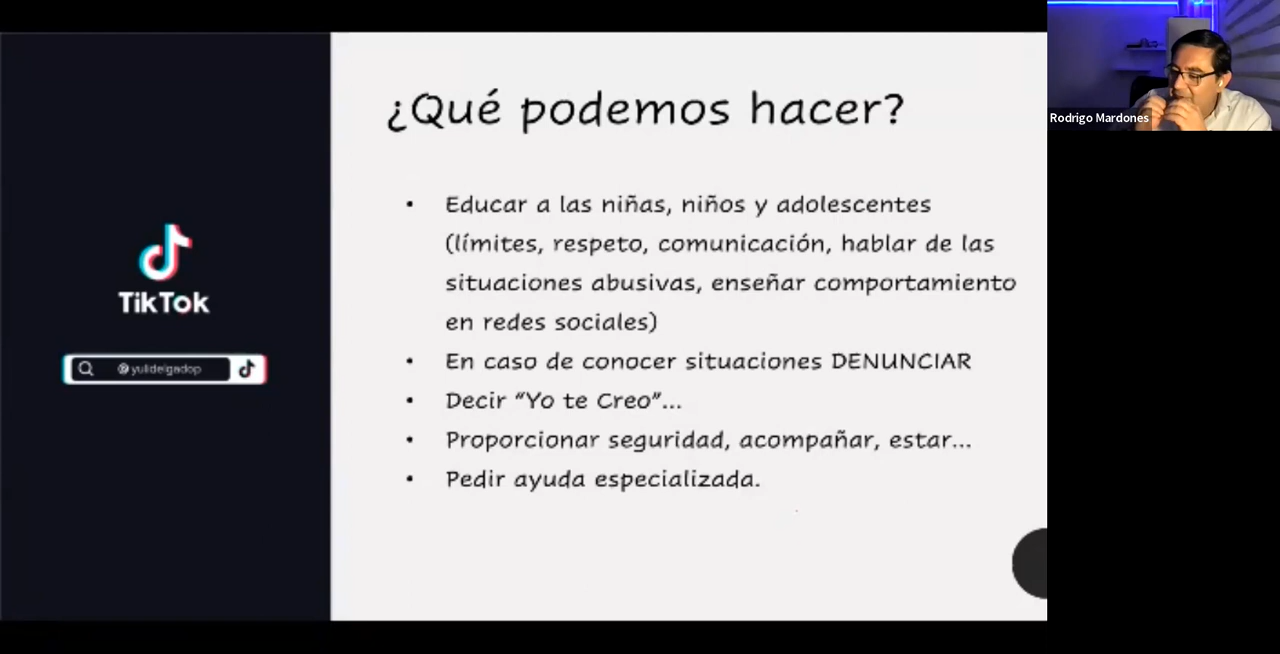 ¿Qué podemos hacer?
• Educar a las niñas, niños y adolescentes
(límites, respeto, comunicación, hablar de las
situaciones abusivas, enseñar comportamiento
en redes sociales)
• En caso de conocer situaciones DENUNCIAR
• Decir “Yo te Creo”...
• Proporcionar seguridad, acompañar, estar...
• Pedir ayuda especializada.
TikTok
@yulidelgadop
Rodrigo Mardones